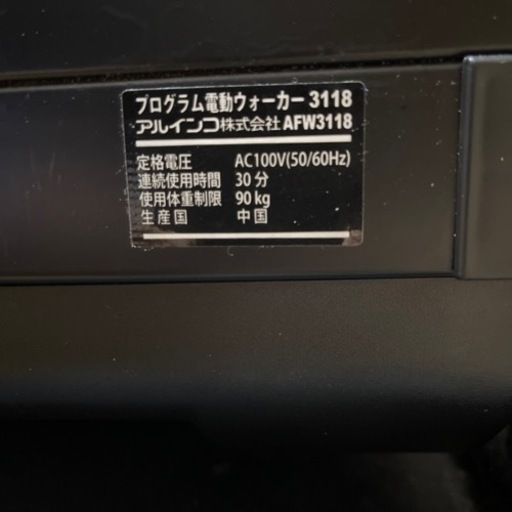 プログラム電動ウォーカー 3118
アルインコ株式会社 AFW3118
定格電圧 AC100V(50/60Hz)
連続使用時間 30分
使用体重制限 90kg
生産国 中国